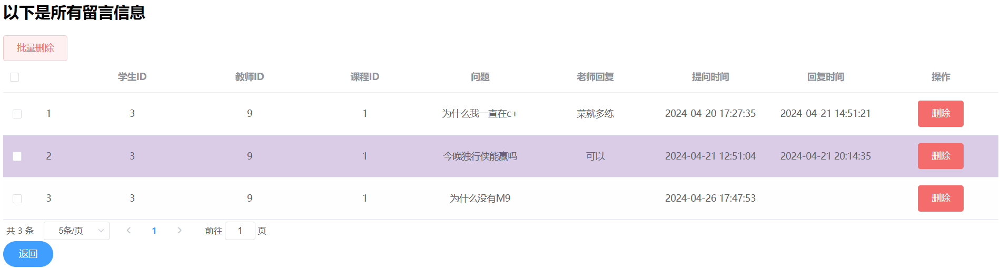 以下是所有留言信息
批量删除
学生ID 教师ID 课程ID 问题 老师回复 提问时间 回复时间 操作
1 3 9 1 为什么我一直在c+ 菜就多练 2024-04-20 17:27:35 2024-04-21 14:51:21 删除
2 3 9 1 今晚独行侠能赢吗 可以 2024-04-21 12:51:04 2024-04-21 20:14:35 删除
3 3 9 1 为什么没有M9 2024-04-26 17:47:53 删除
共 3 条 5条/页 1 前往 1 页
返回